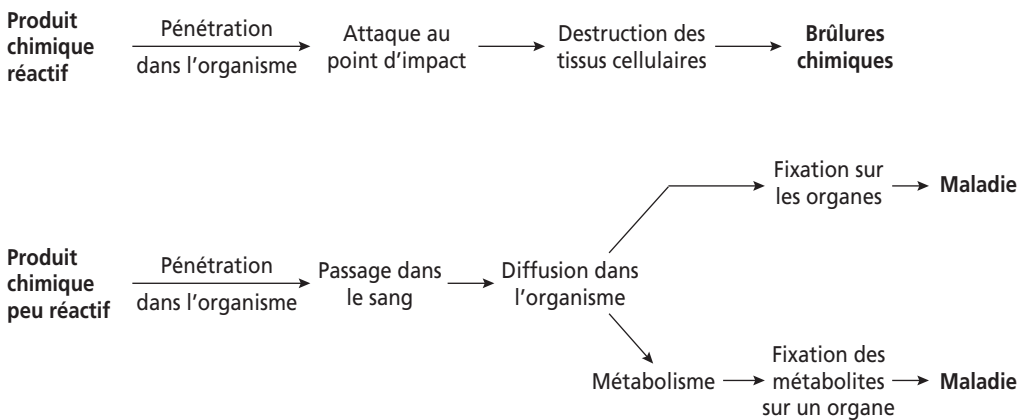 Produit
chimique
réactif
Pénétration
dans l'organisme
Attaque au
point d'impact
Destruction des
tissus cellulaires
Brûlures
chimiques
Produit
chimique
peu réactif
Pénétration
dans l'organisme
Passage dans
le sang
Diffusion dans
l'organisme
Fixation sur
les organes
Maladie
Métabolisme
Fixation des
métabolites
sur un organe
Maladie